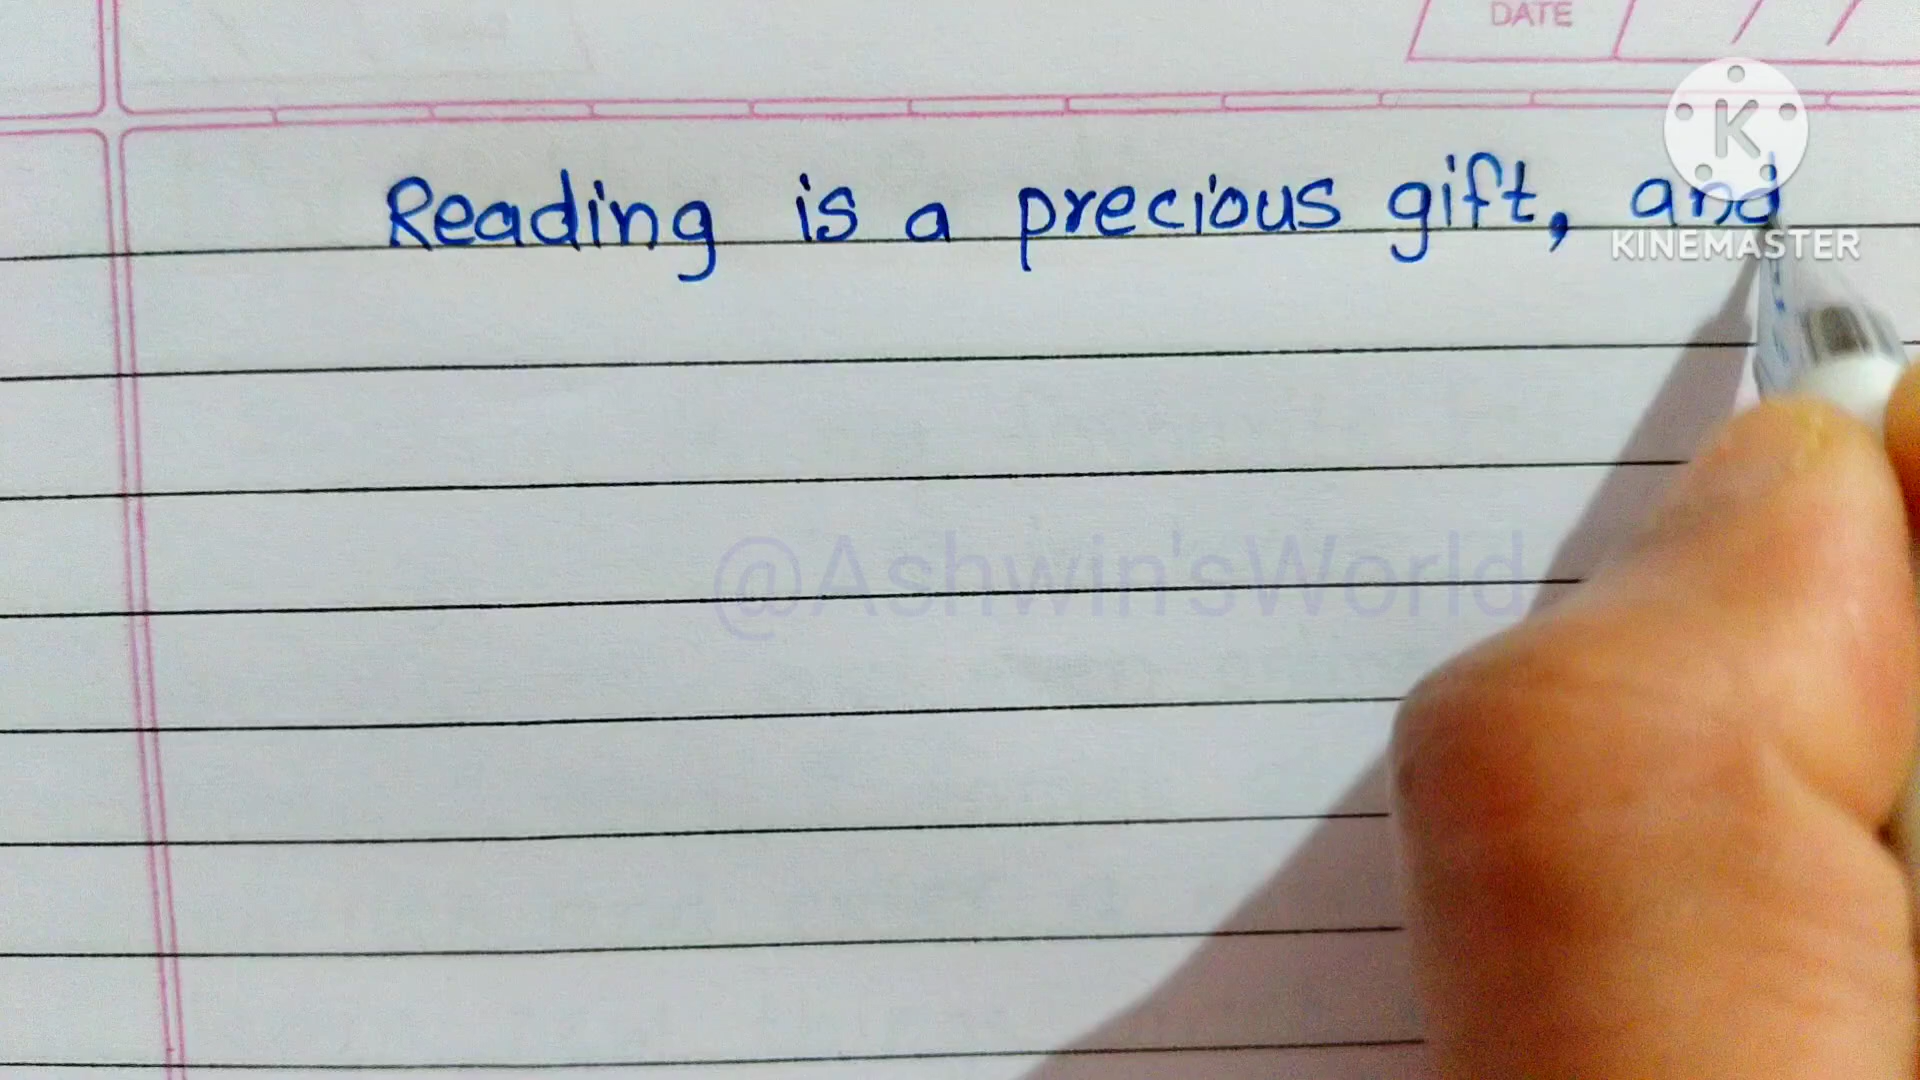 DATE
Reading is a precious gift, and
KINEMASTER
@Ashwin'sWorld